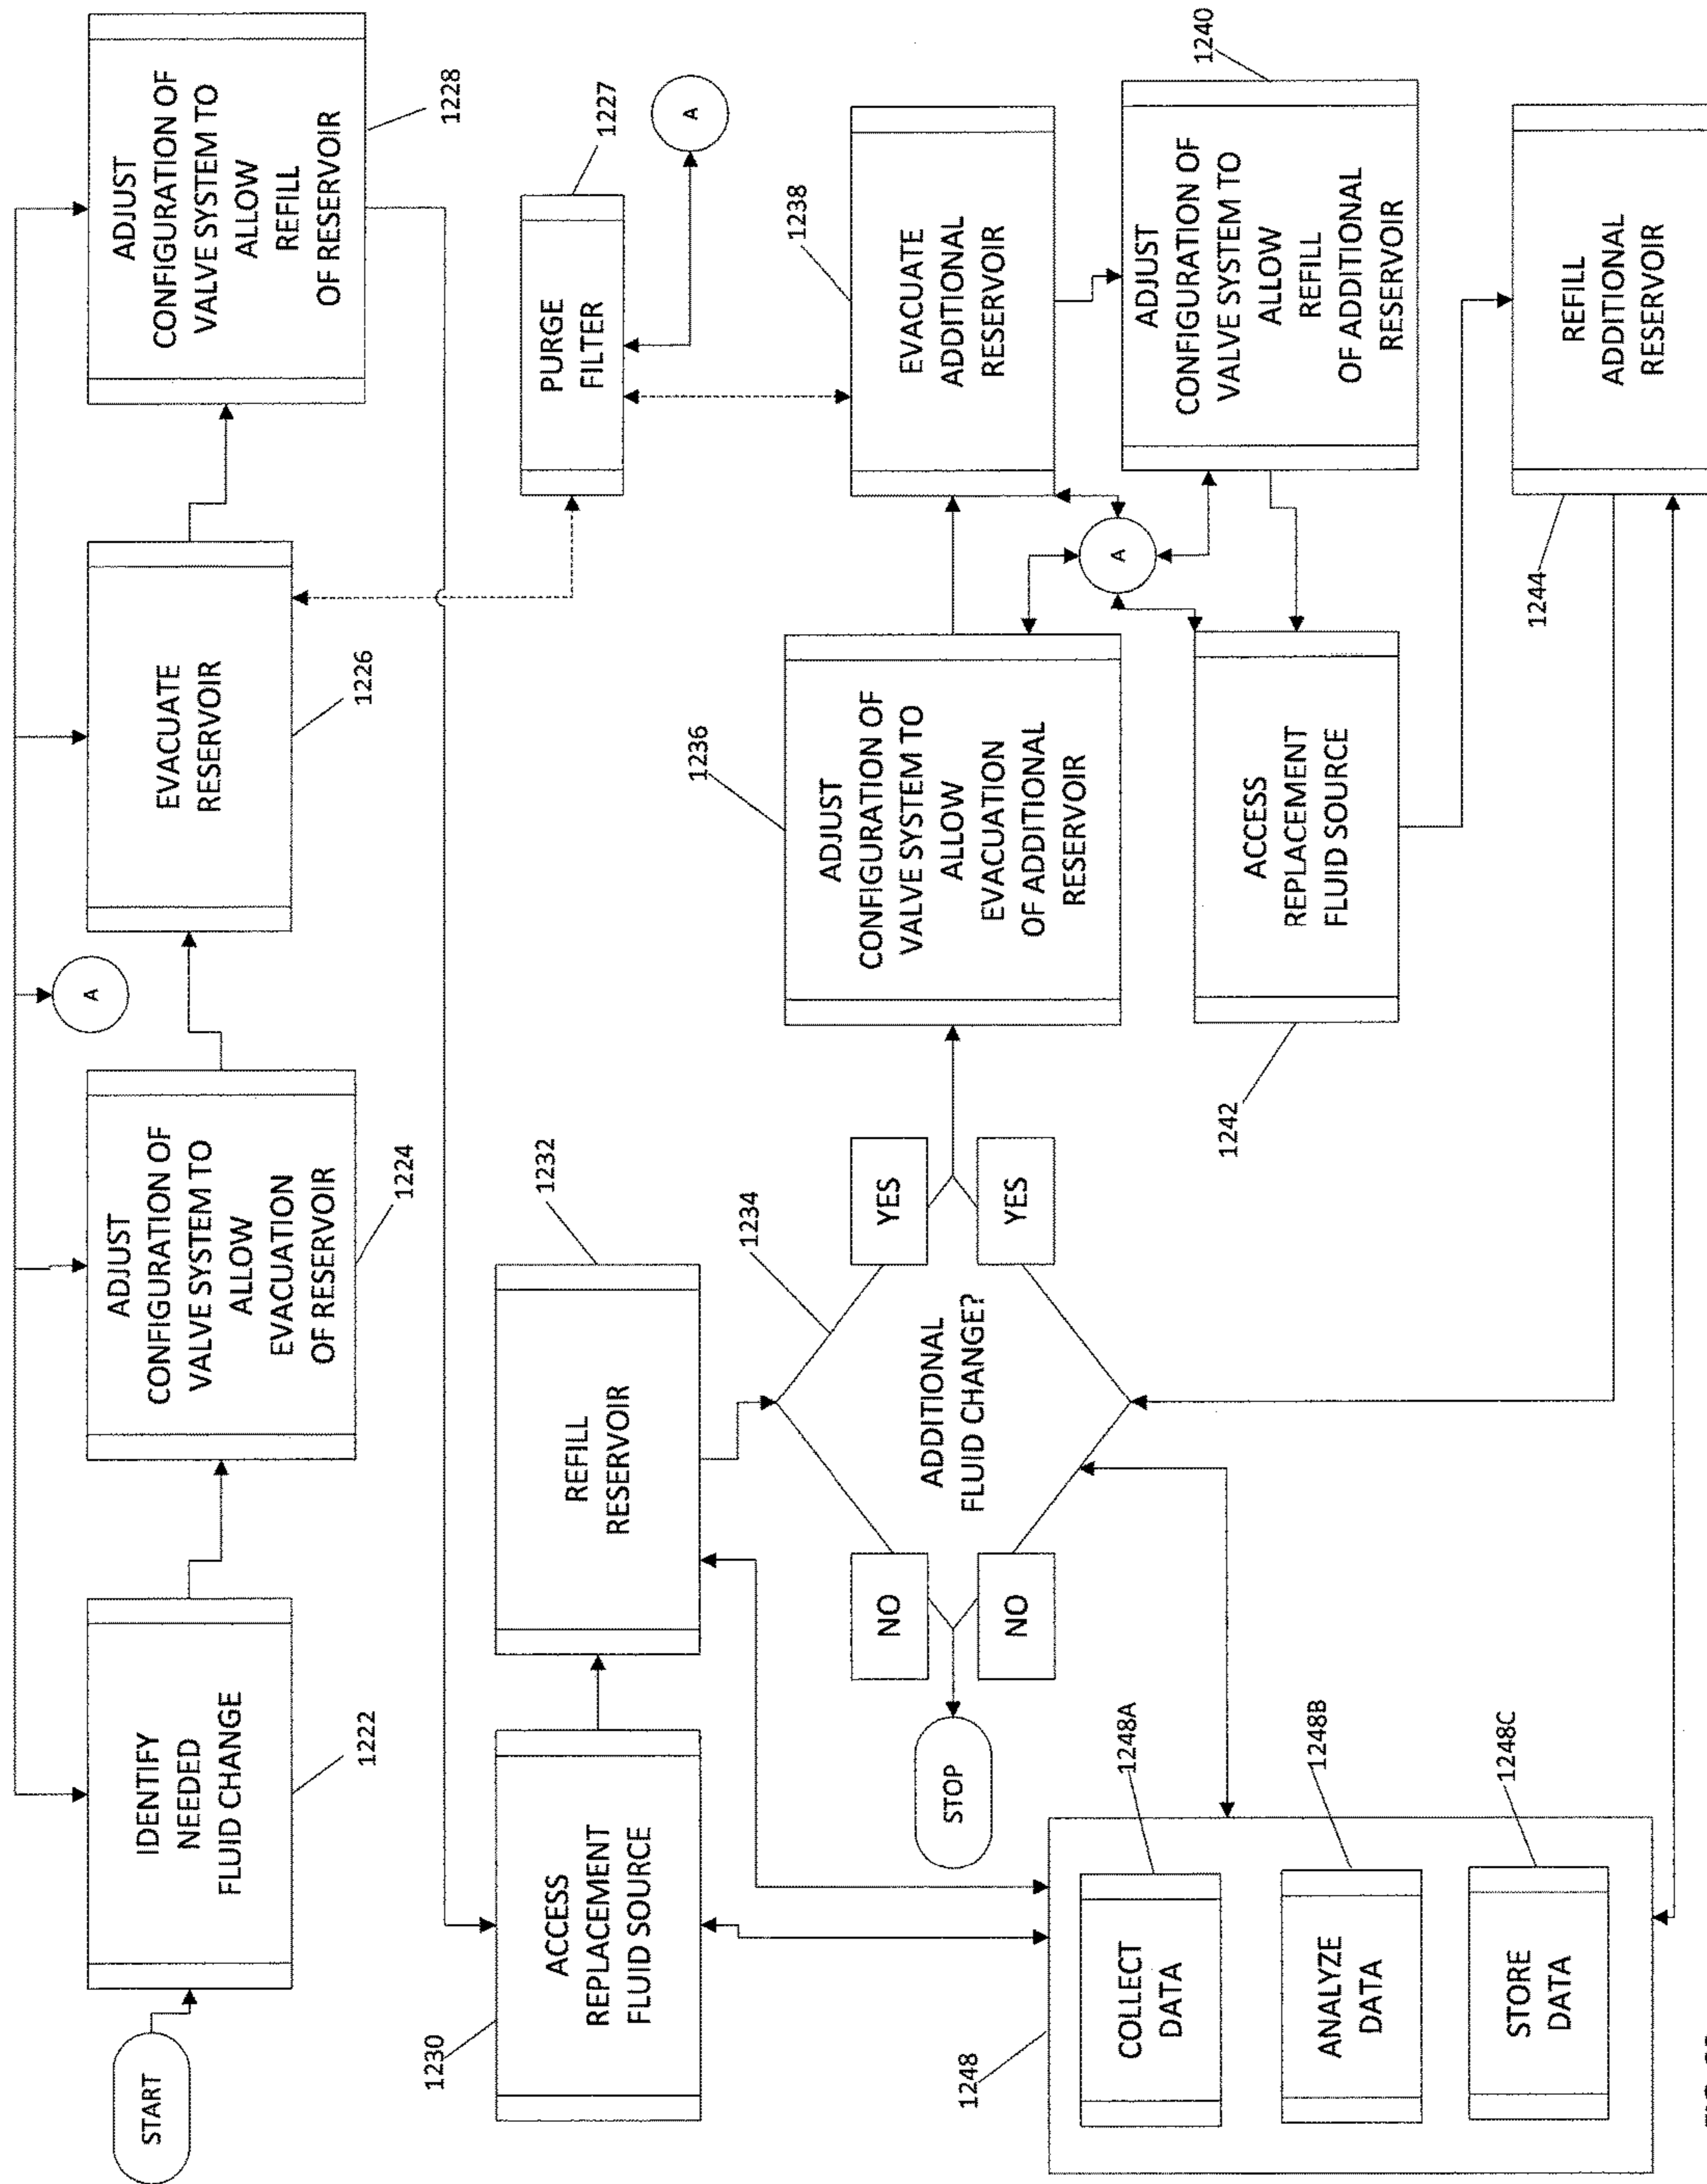 START
IDENTIFY
NEEDED
FLUID CHANGE
1222
ADJUST
CONFIGURATION OF
VALVE SYSTEM TO
ALLOW
EVACUATION
OF RESERVOIR
1224
A
EVACUATE
RESERVOIR
1226
ADJUST
CONFIGURATION OF
VALVE SYSTEM TO
ALLOW
REFILL
OF RESERVOIR
1228
1230
ACCESS
REPLACEMENT
FLUID SOURCE
REFILL
RESERVOIR
1232
PURGE
FILTER
1227
A
1234
ADDITIONAL
FLUID CHANGE?
NO
NO
YES
YES
STOP
1236
ADJUST
CONFIGURATION OF
VALVE SYSTEM TO
ALLOW
EVACUATION
OF ADDITIONAL
RESERVOIR
1238
EVACUATE
ADDITIONAL
RESERVOIR
A
1240
ADJUST
CONFIGURATION OF
VALVE SYSTEM TO
ALLOW
REFILL
OF ADDITIONAL
RESERVOIR
1242
ACCESS
REPLACEMENT
FLUID SOURCE
1244
REFILL
ADDITIONAL
RESERVOIR
1248
COLLECT
DATA
1248A
ANALYZE
DATA
1248B
STORE
DATA
1248C